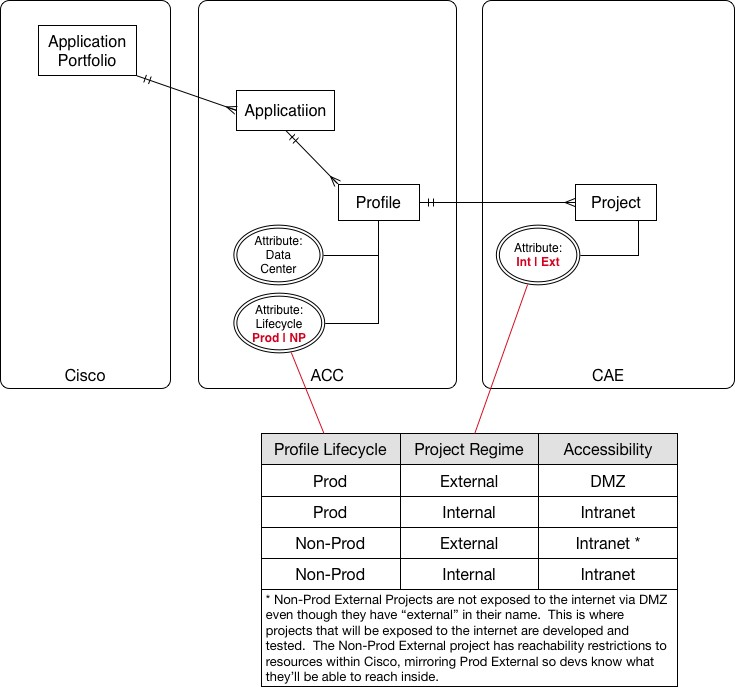 Application
Portfolio
Applicatiion
Profile
Project
Attribute:
Data
Center
Attribute:
Int | Ext
Attribute:
Lifecycle
Prod | NP
Cisco
ACC
CAE
Profile Lifecycle Project Regime Accessibility
Prod External DMZ
Prod Internal Intranet
Non-Prod External Intranet *
Non-Prod Internal Intranet
* Non-Prod External Projects are not exposed to the internet via DMZ
even though they have “external” in their name.  This is where
projects that will be exposed to the internet are developed and
tested.  The Non-Prod External project has reachability restrictions to
resources within Cisco, mirroring Prod External so devs know what
they’ll be able to reach inside.